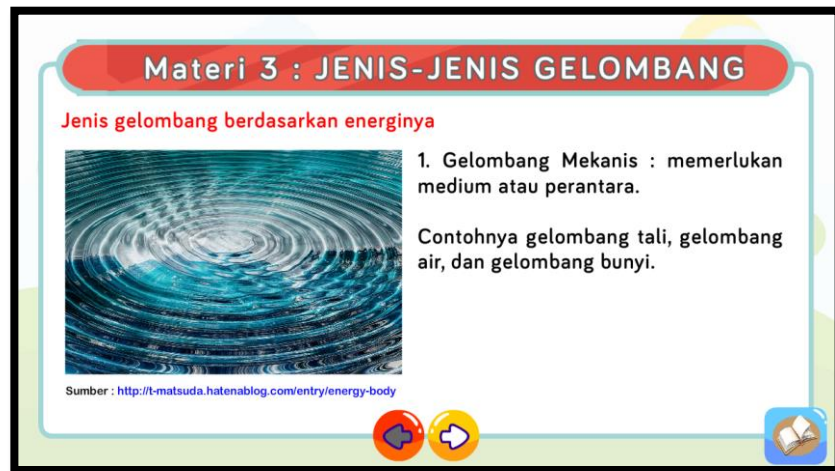 Materi 3 : JENIS-JENIS GELOMBANG
Jenis gelombang berdasarkan energinya
1. Gelombang Mekanis : memerlukan
medium atau perantara.
Contohnya gelombang tali, gelombang
air, dan gelombang bunyi.
Sumber : http://t-matsuda.hatenablog.com/entry/energy-body